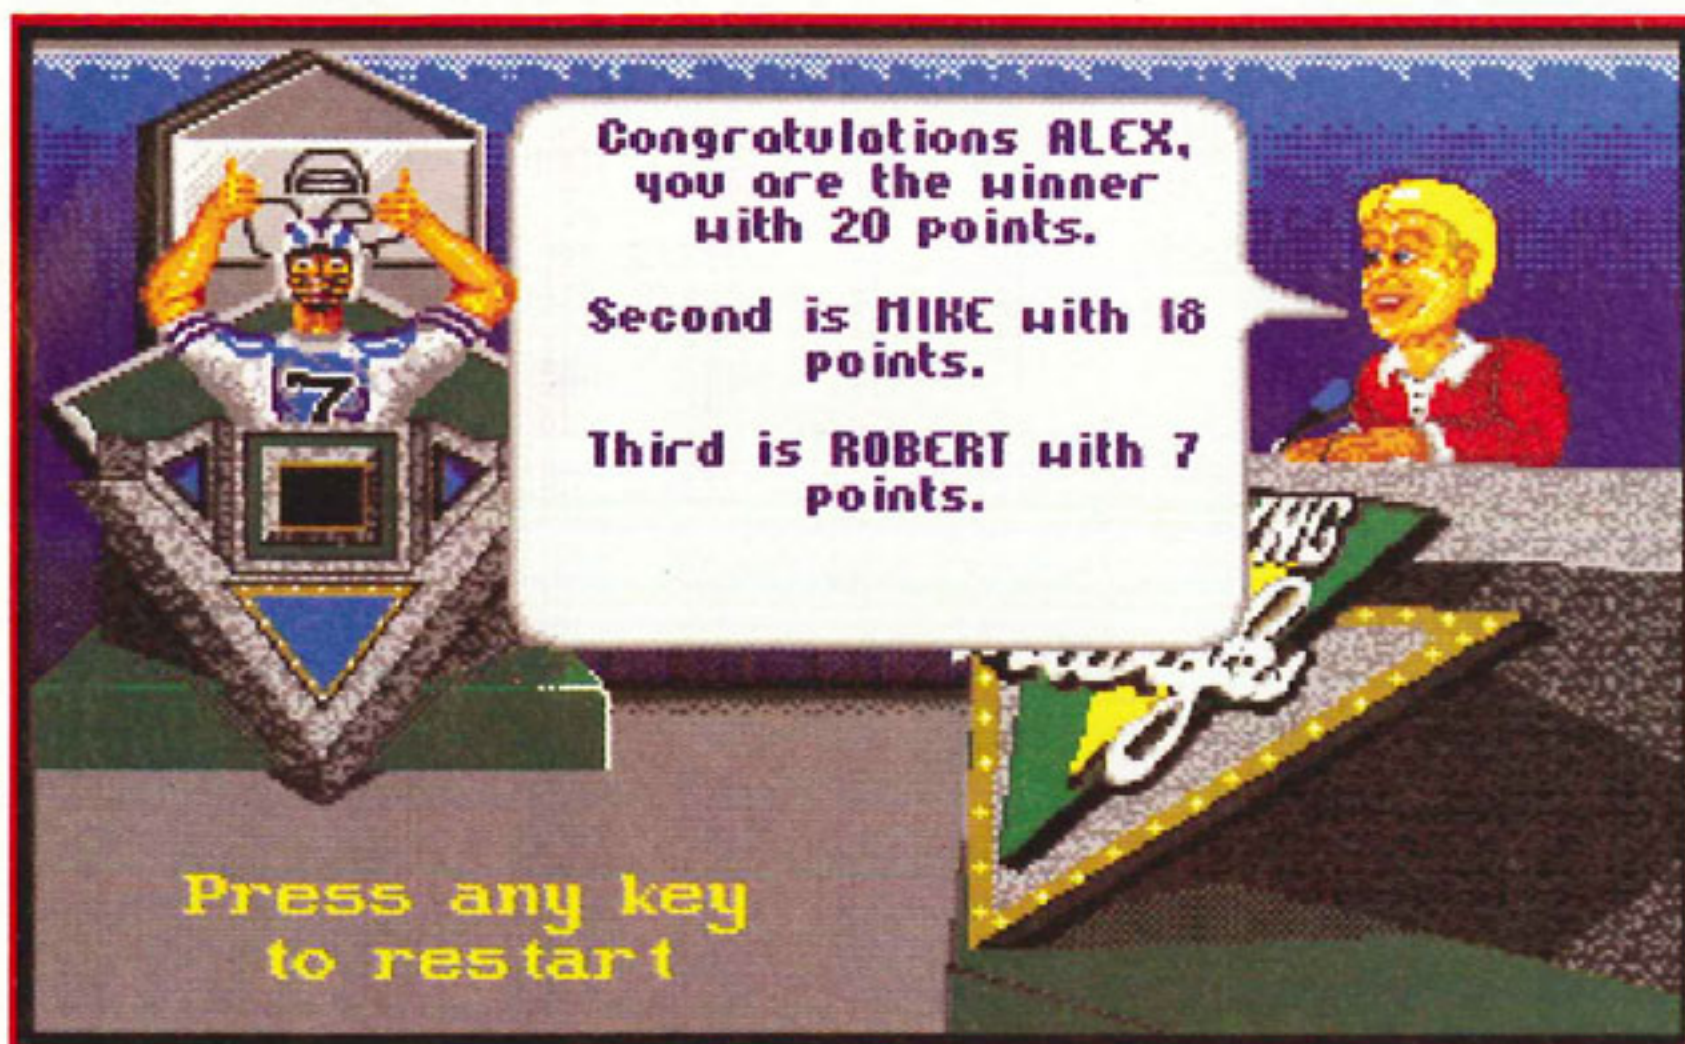 Congratulations ALEX,
you are the winner
with 20 points.
Second is MIKE with 18
points.
Third is ROBERT with 7
points.
7
Press any key
to restart